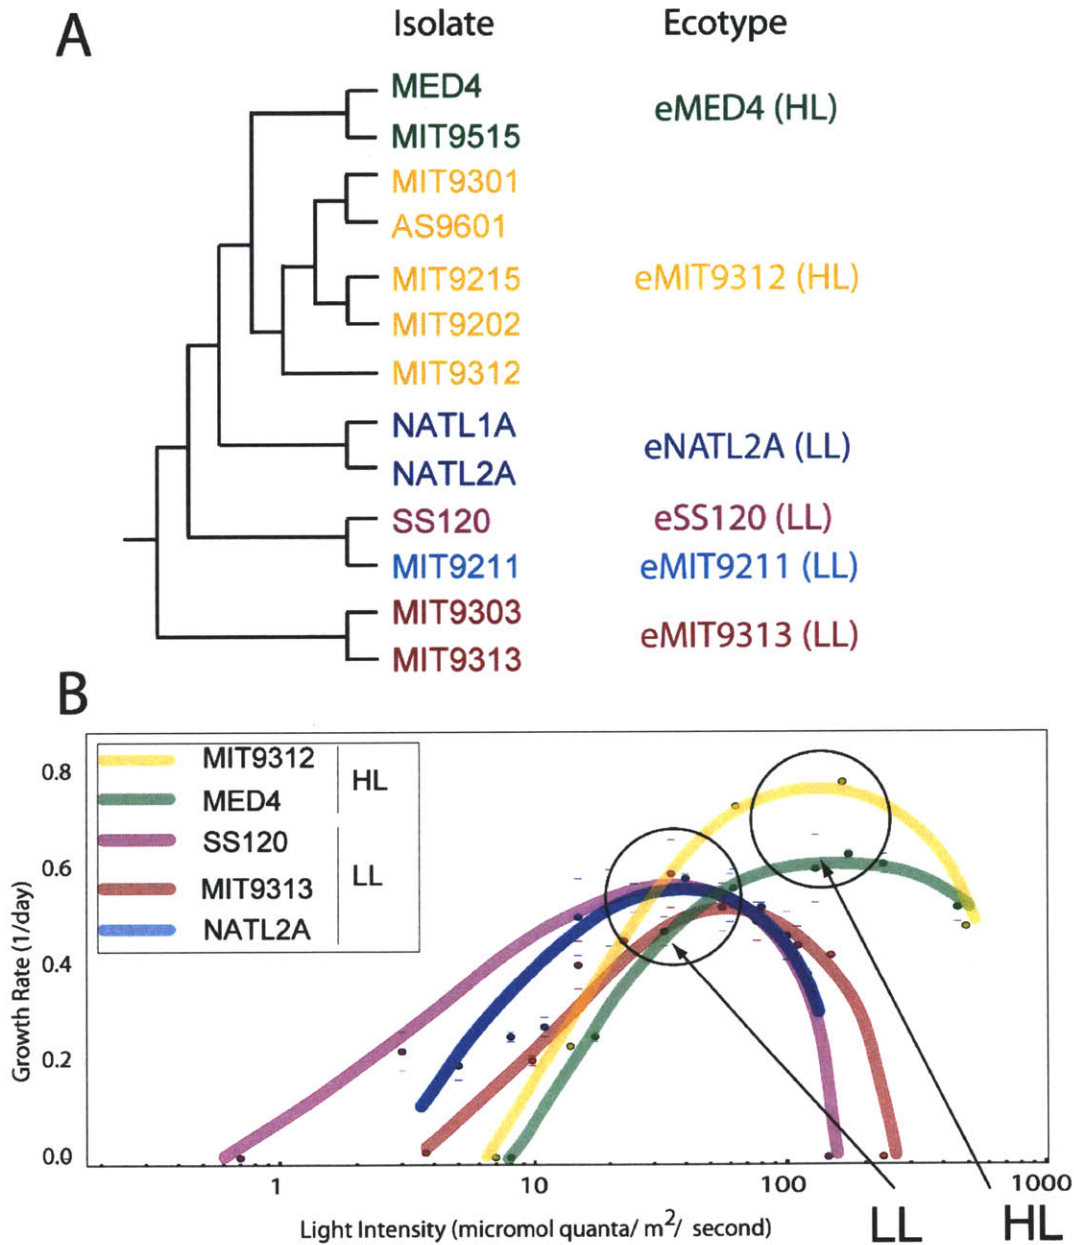 A
Isolate Ecotype
MED4
eMED4 (HL)
MIT9515
MIT9301
AS9601
MIT9215
eMIT9312 (HL)
MIT9202
MIT9312
NATL1A
eNATL2A (LL)
NATL2A
SS120 eSS120 (LL)
MIT9211 eMIT9211 (LL)
MIT9303
eMIT9313 (LL)
MIT9313
B
MIT9312
HL
MED4
SS120
LL
MIT9313
NATL2A
Growth Rate (1/day)
0.8
0.6
0.4
0.2
0.0
1 10 100 1000
Light Intensity (micromol quanta/ m²/ second)
LL HL